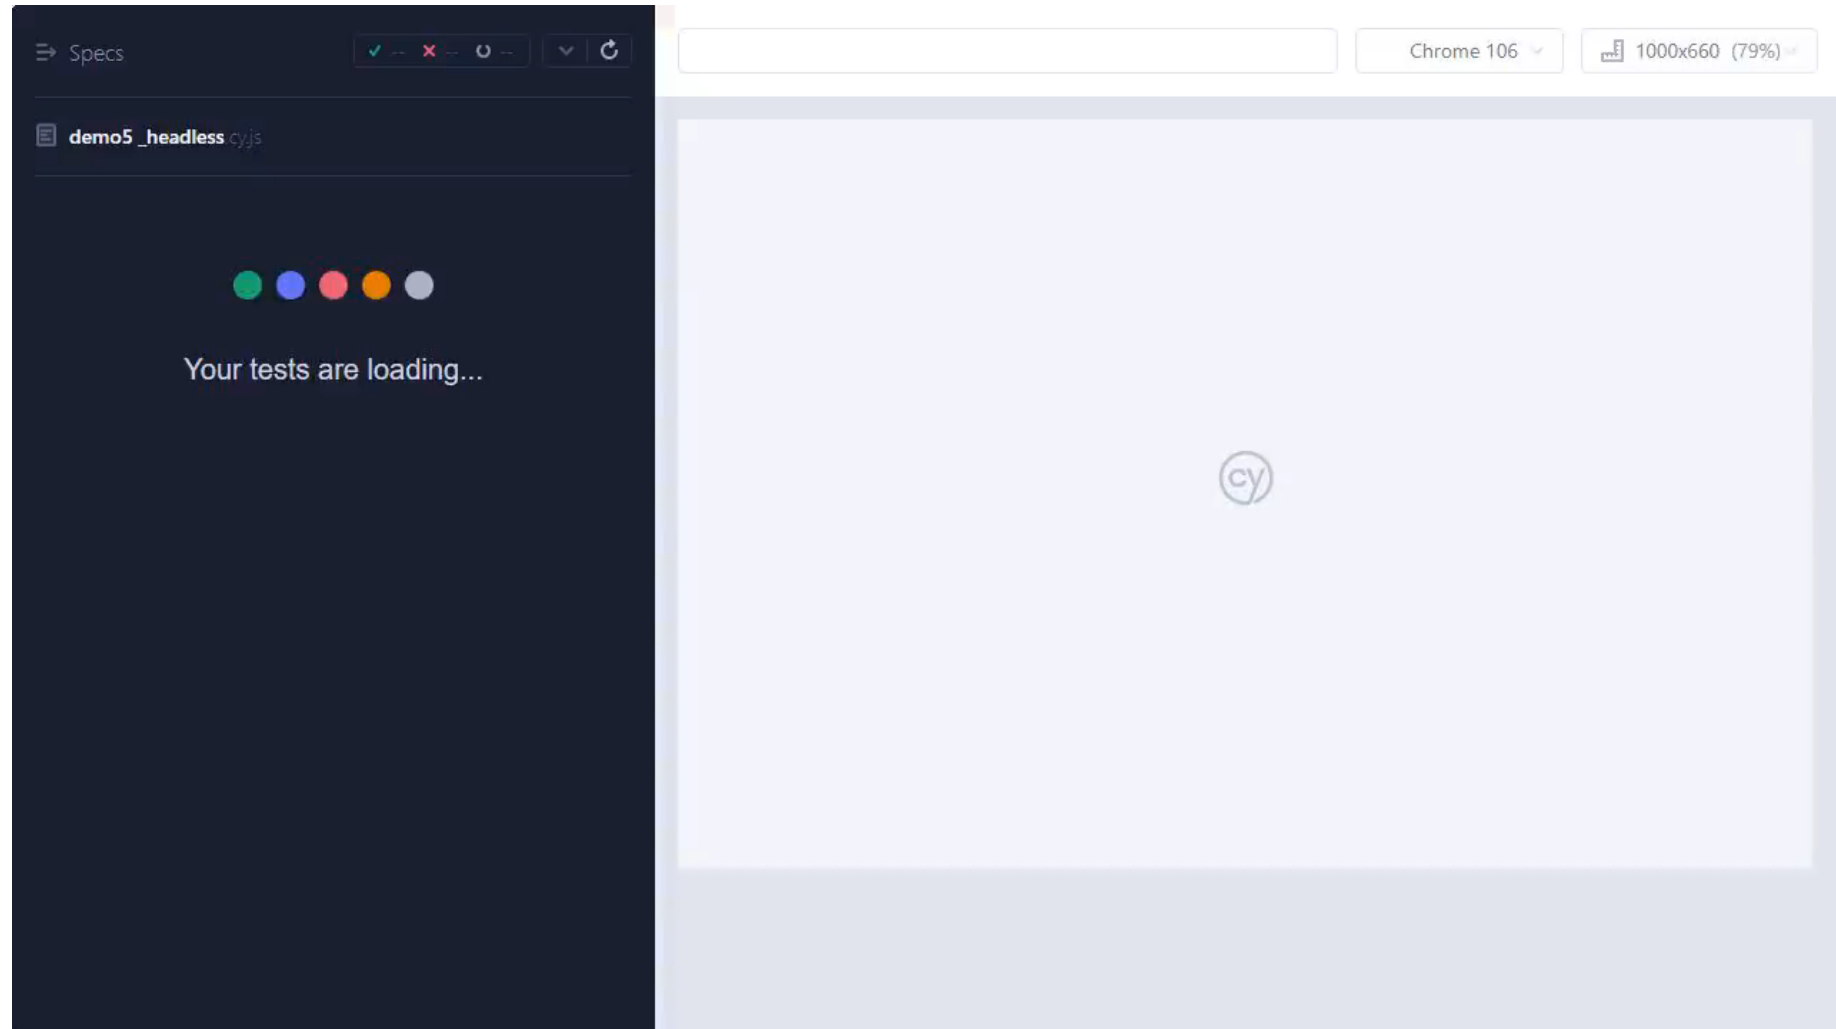 Specs
-- -- --
Chrome 106
1000x660 (79%)
demo5 _headless.cy.js
Your tests are loading...
cy